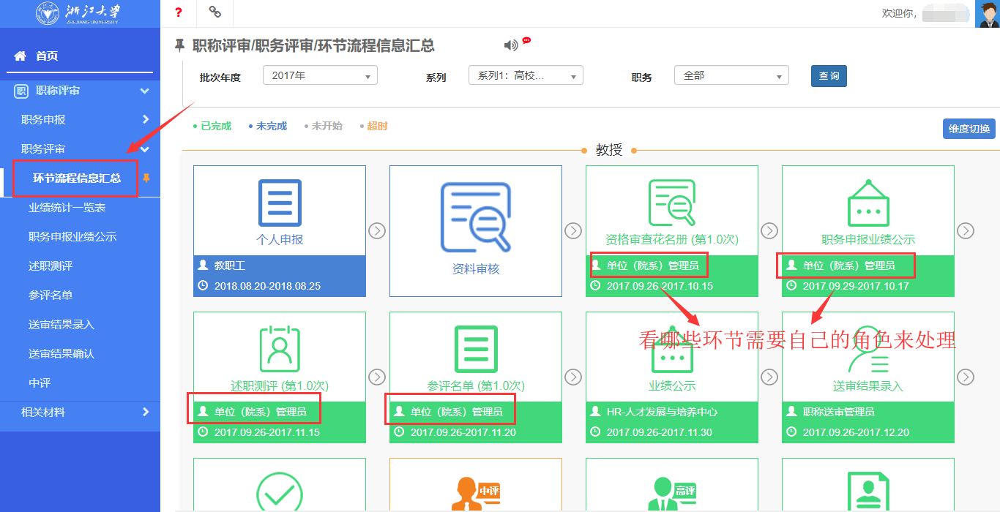 浙江大学
ZHEJIANG UNIVERSITY
?
欢迎你,
首页
职 职称评审
职务申报
职务评审
环节流程信息汇总
业绩统计一览表
职务申报业绩公示
述职测评
参评名单
送审结果录入
送审结果确认
中评
相关材料
职称评审/职务评审/环节流程信息汇总
批次年度 2017年 系列 系列1：高校... 职务 全部 查询
已完成 未完成 未开始 超时 维度切换
教授
个人申报
教职工
2018.08.20-2018.08.25
资料审核
资格审查花名册 (第1.0次)
单位（院系）管理员
2017.09.26-2017.10.15
职务申报业绩公示
单位（院系）管理员
2017.09.29-2017.10.17
看哪些环节需要自己的角色来处理
述职测评 (第1.0次)
单位（院系）管理员
2017.09.26-2017.11.15
参评名单 (第1.0次)
单位（院系）管理员
2017.09.26-2017.11.20
业绩公示
HR-人才发展与培养中心
2017.09.26-2017.11.30
送审结果录入
职称送审管理员
2017.09.26-2017.12.20
中评
高评